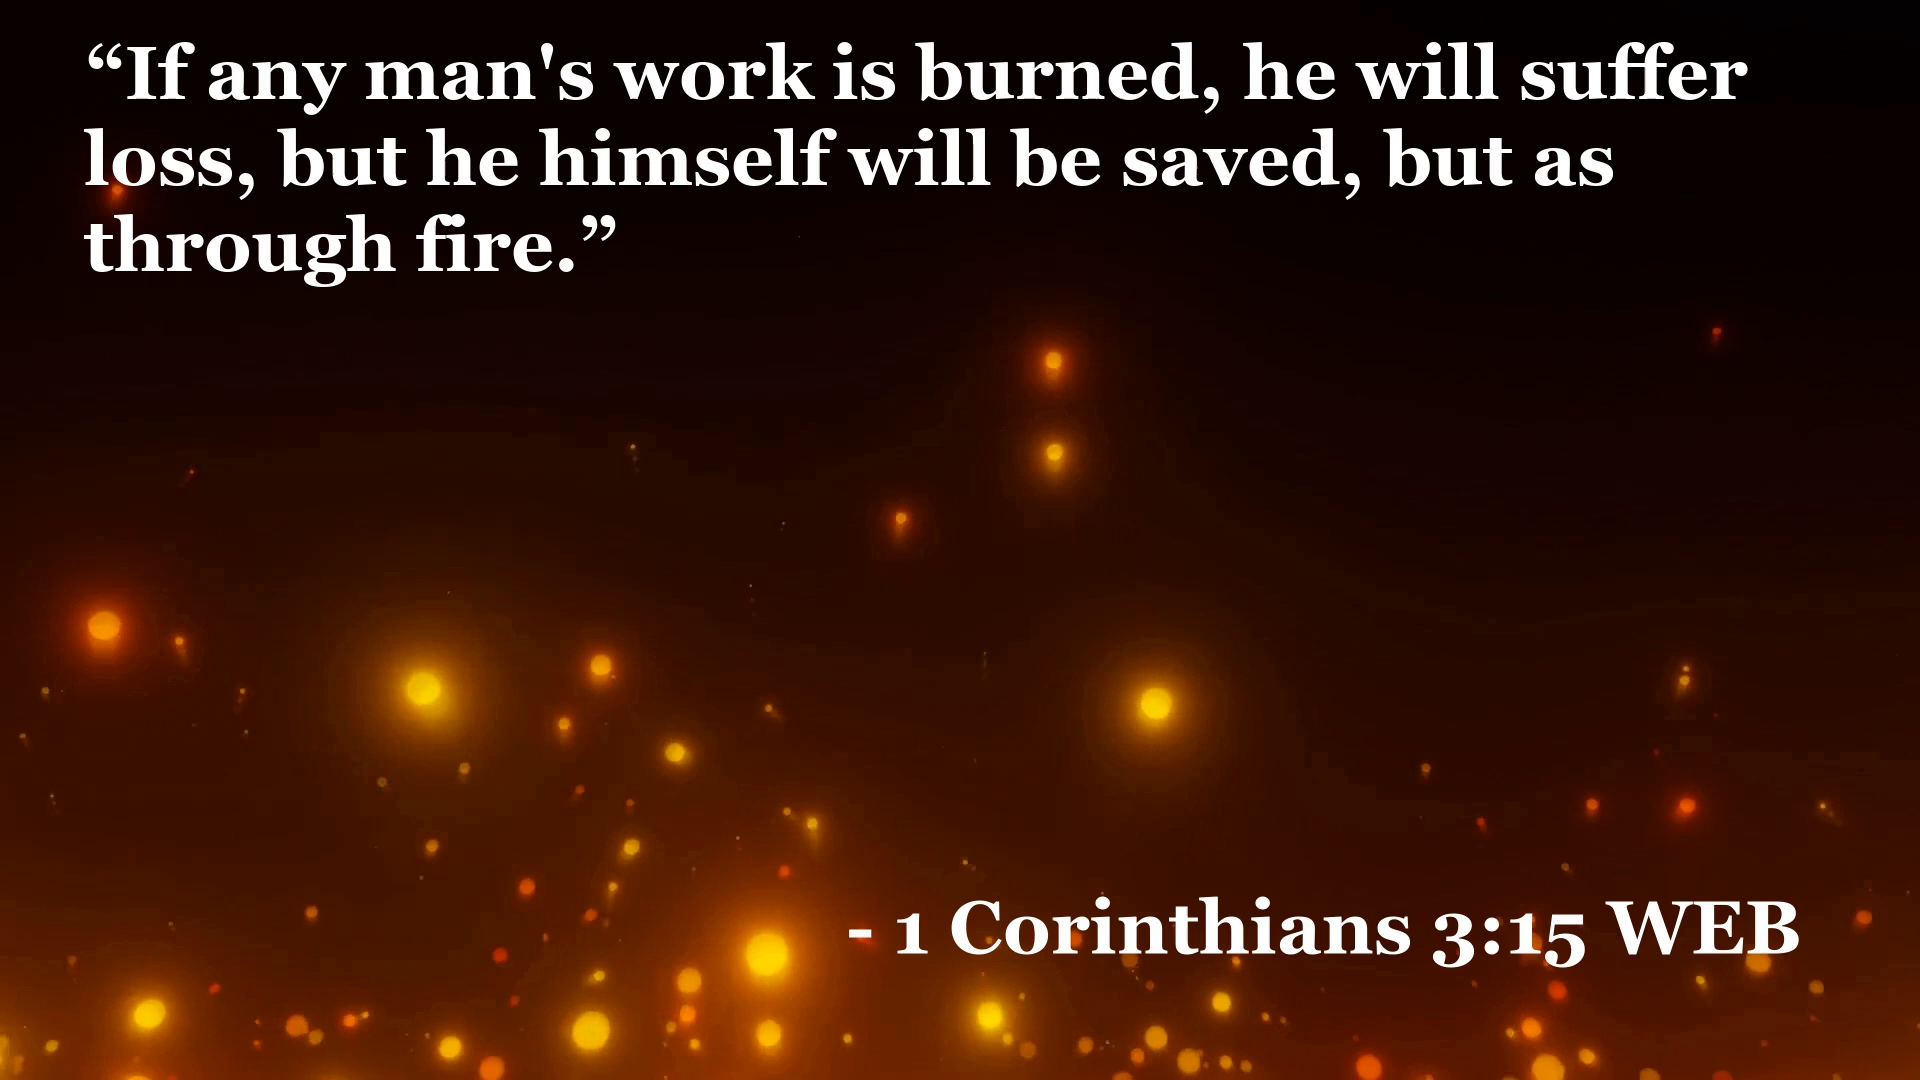 “If any man's work is burned, he will suffer
loss, but he himself will be saved, but as
through fire.”
- 1 Corinthians 3:15 WEB